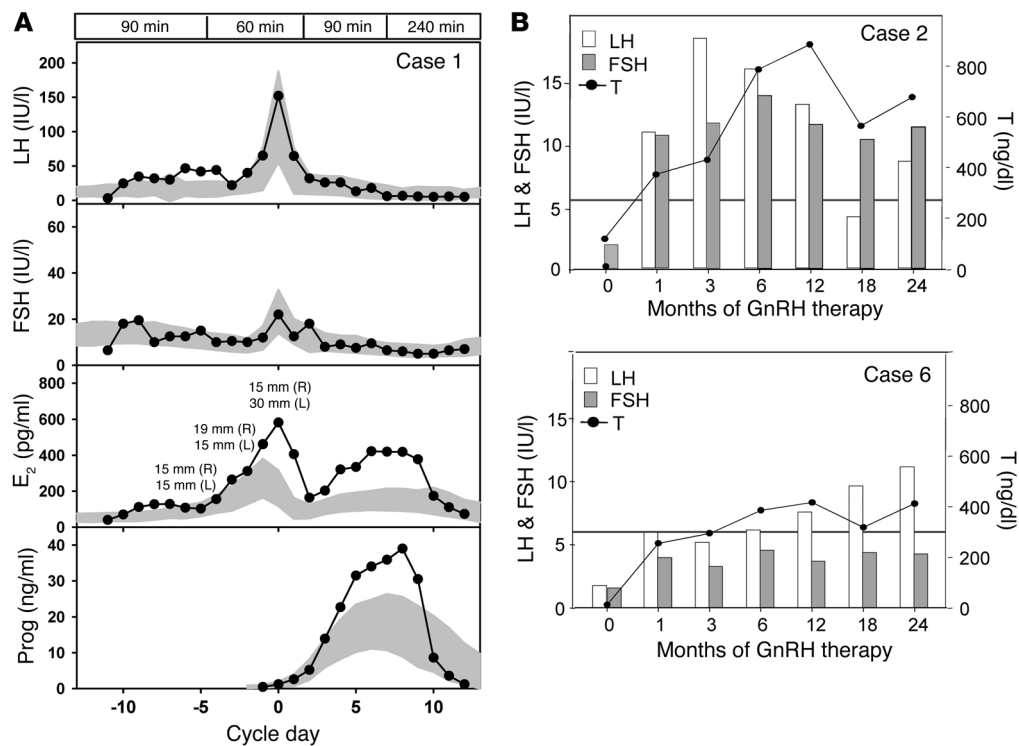 A
90 min 60 min 90 min 240 min
Case 1
LH (IU/l)
200
150
100
50
0
FSH (IU/l)
60
40
20
0
E2 (pg/ml)
800
600
400
200
0
15 mm (R)
30 mm (L)
19 mm (R)
15 mm (L)
15 mm (R)
15 mm (L)
Prog (ng/ml)
40
30
20
10
0
-10 -5 0 5 10
Cycle day
B
Case 2
LH
FSH
T
LH & FSH (IU/l)
15
10
5
0
T (ng/dl)
800
600
400
200
0
0 1 3 6 12 18 24
Months of GnRH therapy
Case 6
LH
FSH
T
LH & FSH (IU/l)
15
10
5
0
T (ng/dl)
800
600
400
200
0
0 1 3 6 12 18 24
Months of GnRH therapy